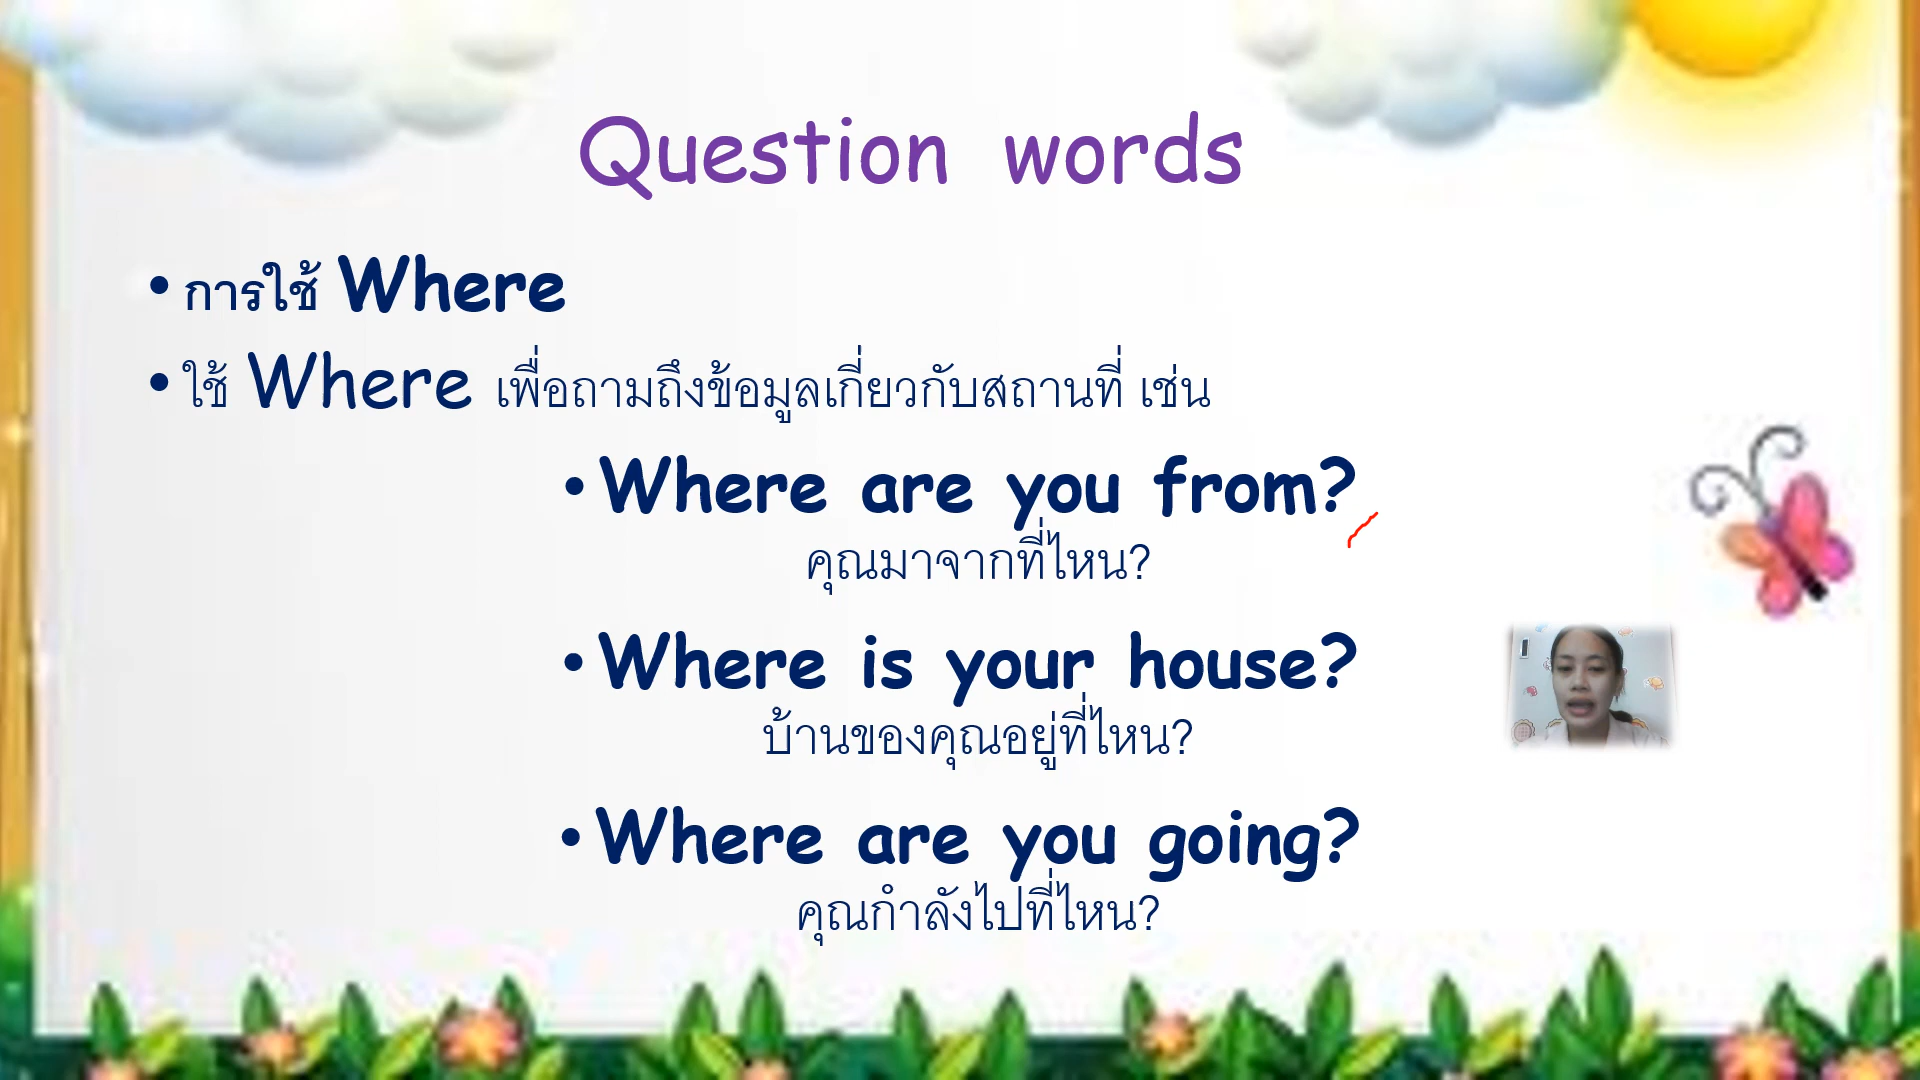 Question words
• การใช้ Where
• ใช้ Where เพื่อถามถึงข้อมูลเกี่ยวกับสถานที่ เช่น
• Where are you from?
คุณมาจากที่ไหน?
• Where is your house?
บ้านของคุณอยู่ที่ไหน?
• Where are you going?
คุณกำลังไปที่ไหน?